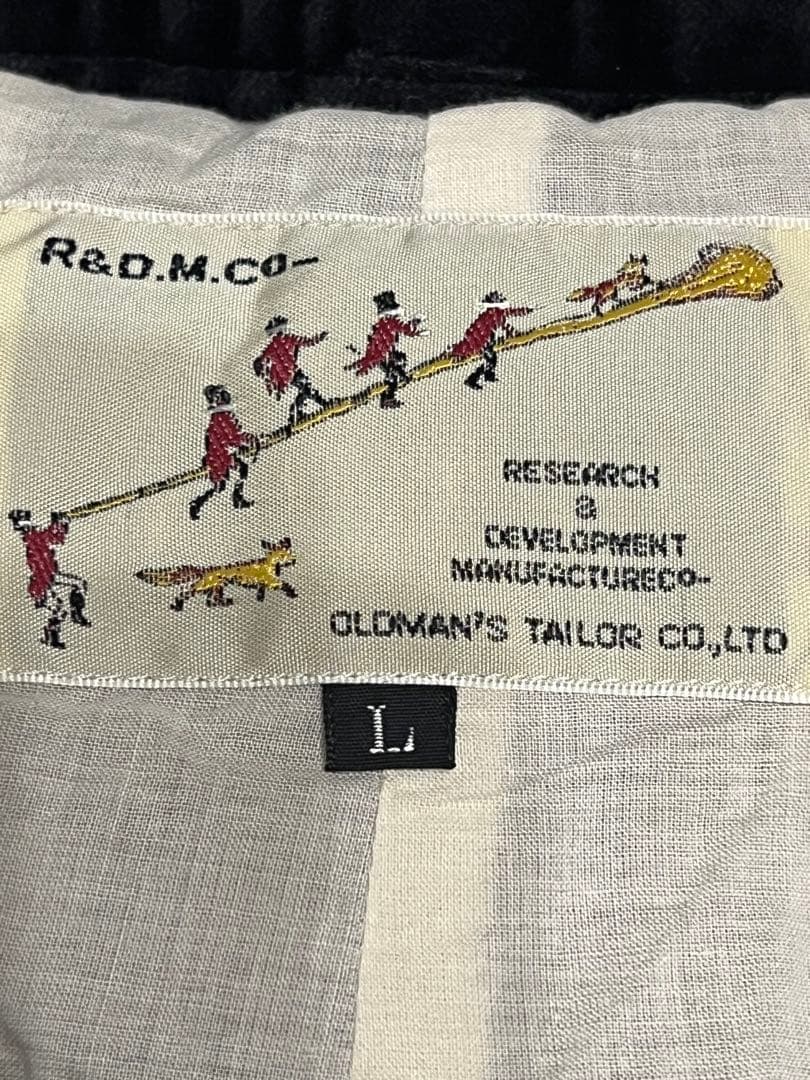 R&D.M.Co-
RESEARCH
&
DEVELOPMENT
MANUFACTURECo-
OLDMAN'S TAILOR CO.,LTD
L